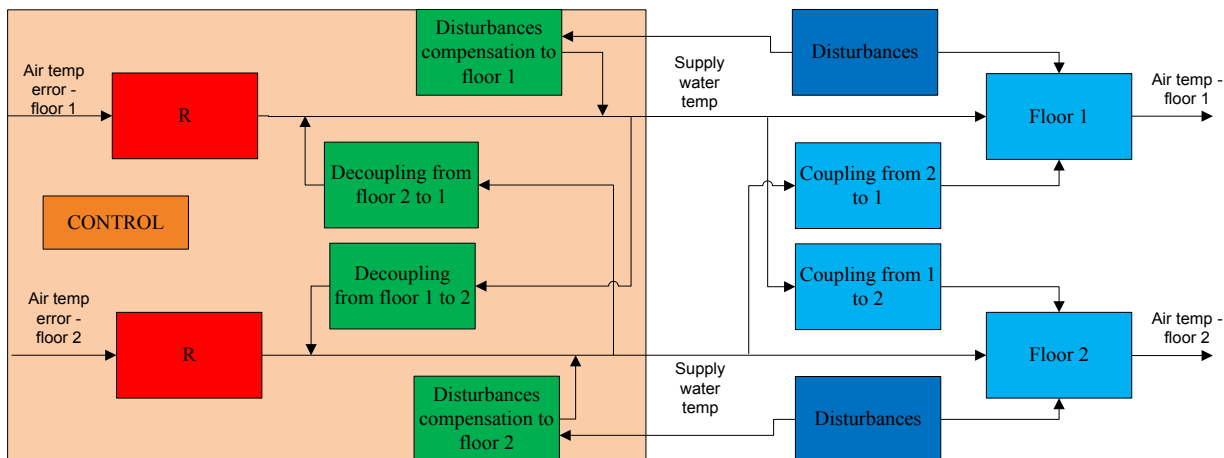 Disturbances
compensation to
floor 1
Disturbances
Air temp
error -
floor 1
R
Supply
water
temp
Floor 1
Air temp -
floor 1
Decoupling from
floor 2 to 1
Coupling from 2
to 1
CONTROL
Decoupling
from floor 1 to 2
Coupling from 1
to 2
Air temp
error -
floor 2
R
Supply
water
temp
Floor 2
Air temp -
floor 2
Disturbances
compensation to
floor 2
Disturbances